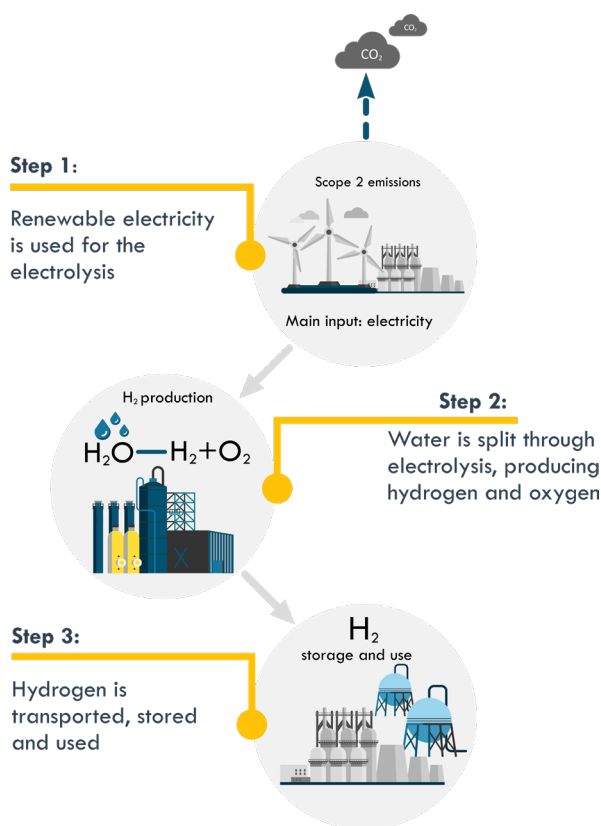 CO₂
CO₂
Step 1:
Renewable electricity
is used for the
electrolysis
Scope 2 emissions
Main input: electricity
H₂ production
H₂O — H₂+O₂
Step 2:
Water is split through
electrolysis, producing
hydrogen and oxygen
Step 3:
Hydrogen is
transported, stored
and used
H₂
storage and use